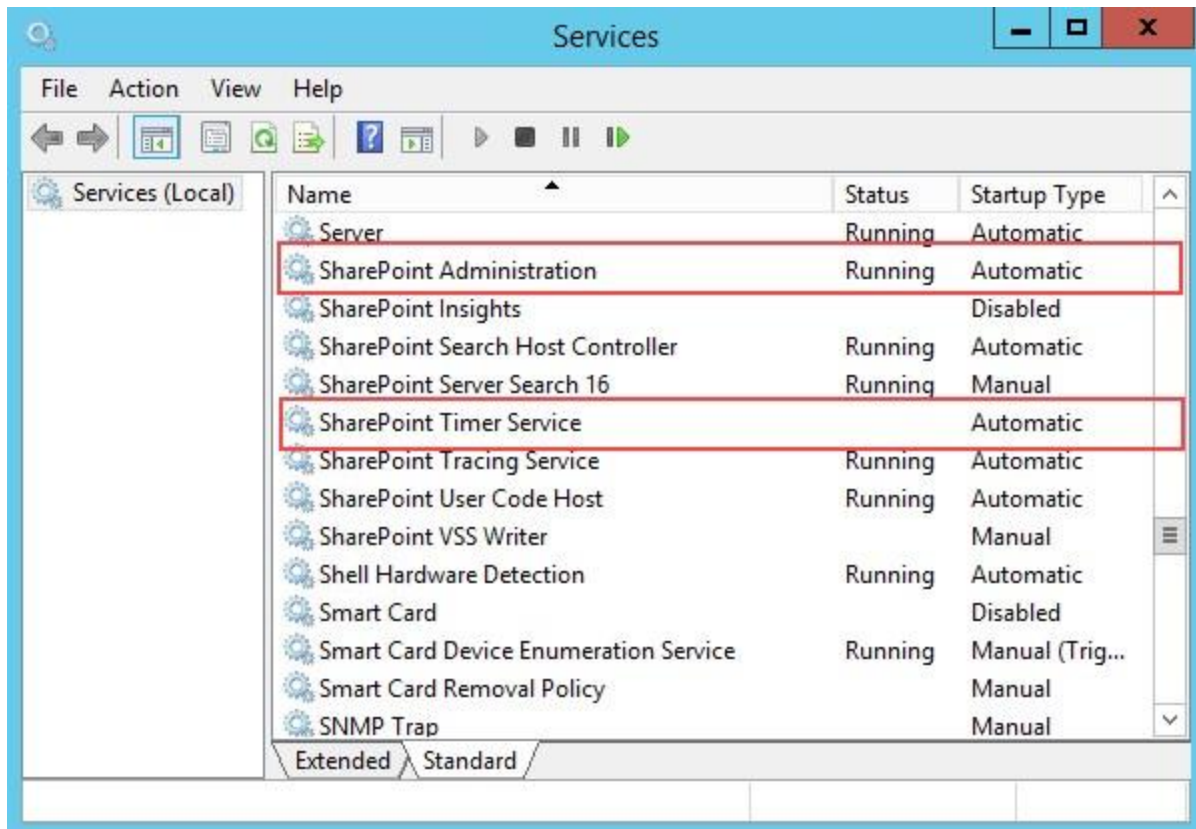 Services
File Action View Help
Services (Local)
Name Status Startup Type
Server Running Automatic
SharePoint Administration Running Automatic
SharePoint Insights Disabled
SharePoint Search Host Controller Running Automatic
SharePoint Server Search 16 Running Manual
SharePoint Timer Service Automatic
SharePoint Tracing Service Running Automatic
SharePoint User Code Host Running Automatic
SharePoint VSS Writer Manual
Shell Hardware Detection Running Automatic
Smart Card Disabled
Smart Card Device Enumeration Service Running Manual (Trig...
Smart Card Removal Policy Manual
SNMP Trap Manual
Extended Standard